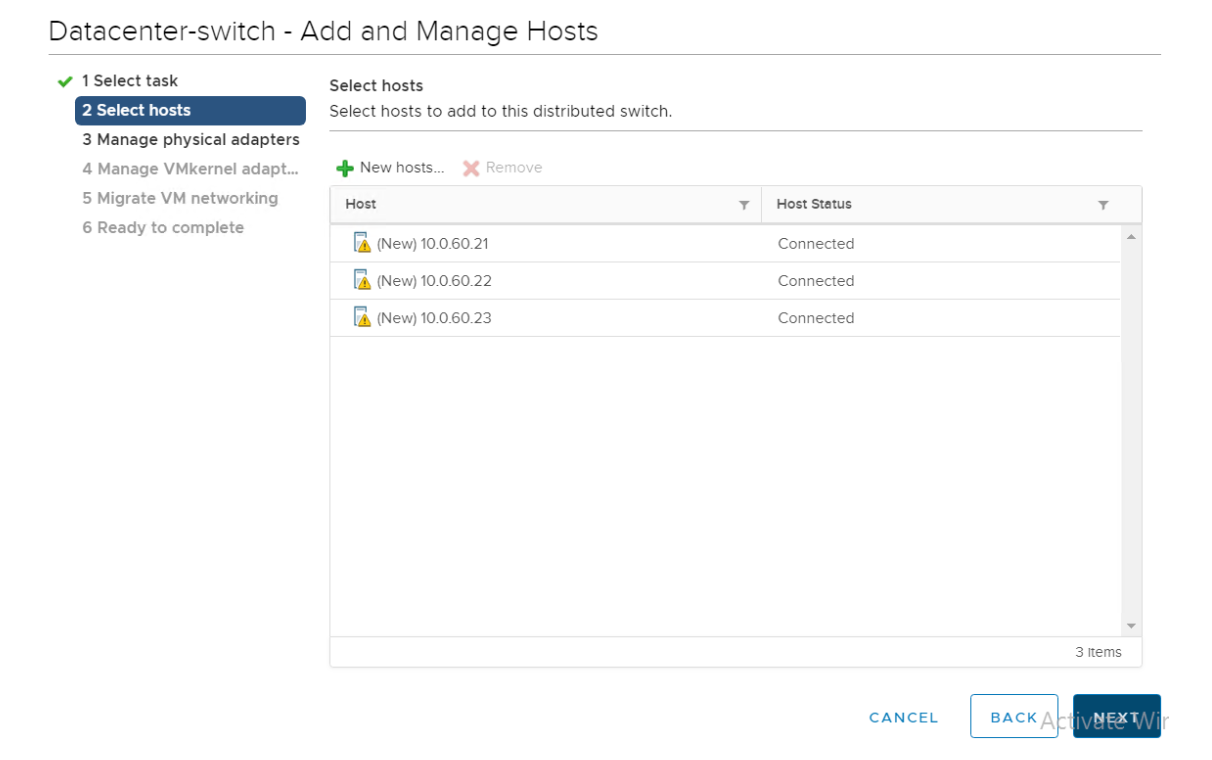 Datacenter-switch - Add and Manage Hosts
1 Select task
2 Select hosts
3 Manage physical adapters
4 Manage VMkernel adapt...
5 Migrate VM networking
6 Ready to complete
Select hosts
Select hosts to add to this distributed switch.
New hosts... Remove
Host Host Status
(New) 10.0.60.21 Connected
(New) 10.0.60.22 Connected
(New) 10.0.60.23 Connected
3 items
CANCEL BACK NEXT
Activate Wir